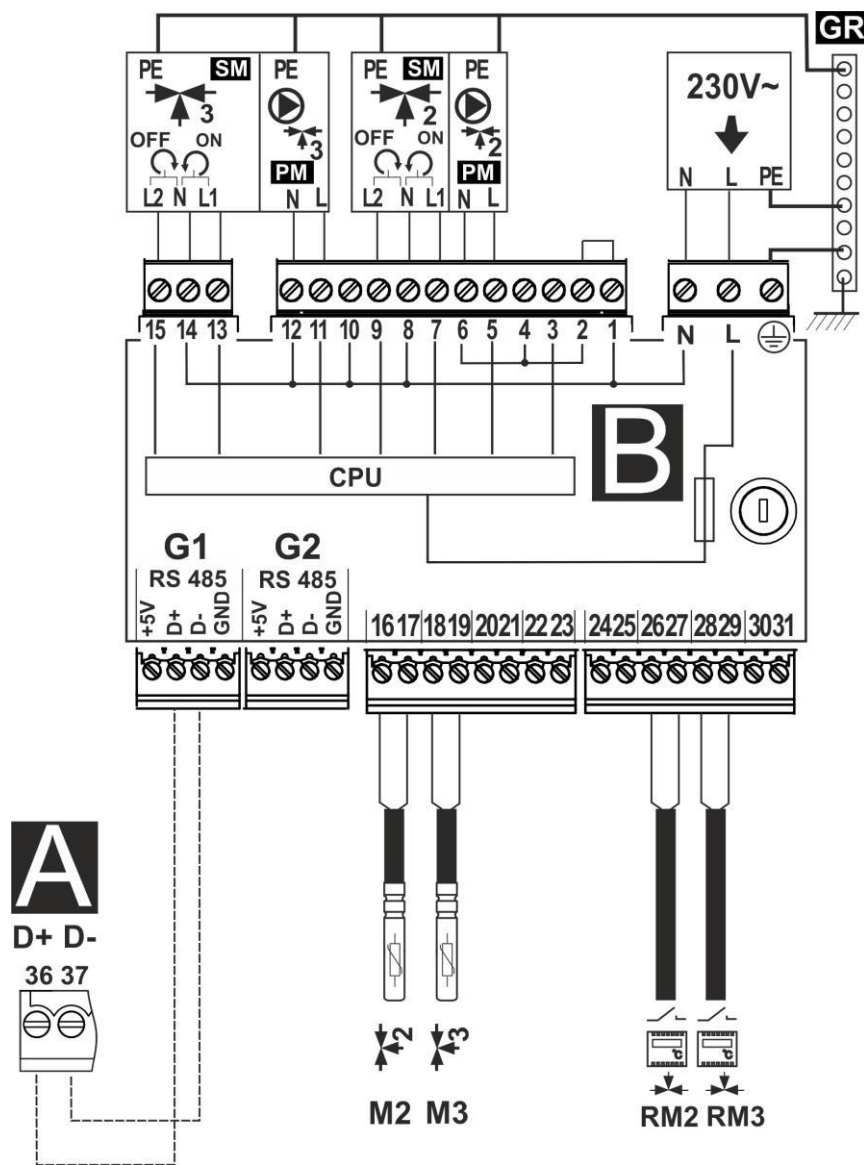 GR
PE SM PE PE SM PE
230V~
3 3 2 2
OFF ON OFF ON
PM PM
L2 N L1 N L L2 N L1 N L N L PE
15 14 13 12 11 10 9 8 7 6 5 4 3 2 1 N L
B
CPU
G1 G2
RS 485 RS 485
+5V D+ D- GND +5V D+ D- GND
16 17 18 19 20 21 22 23 24 25 26 27 28 29 30 31
A
D+ D-
36 37
2 3
°C °C
M2 M3 RM2 RM3